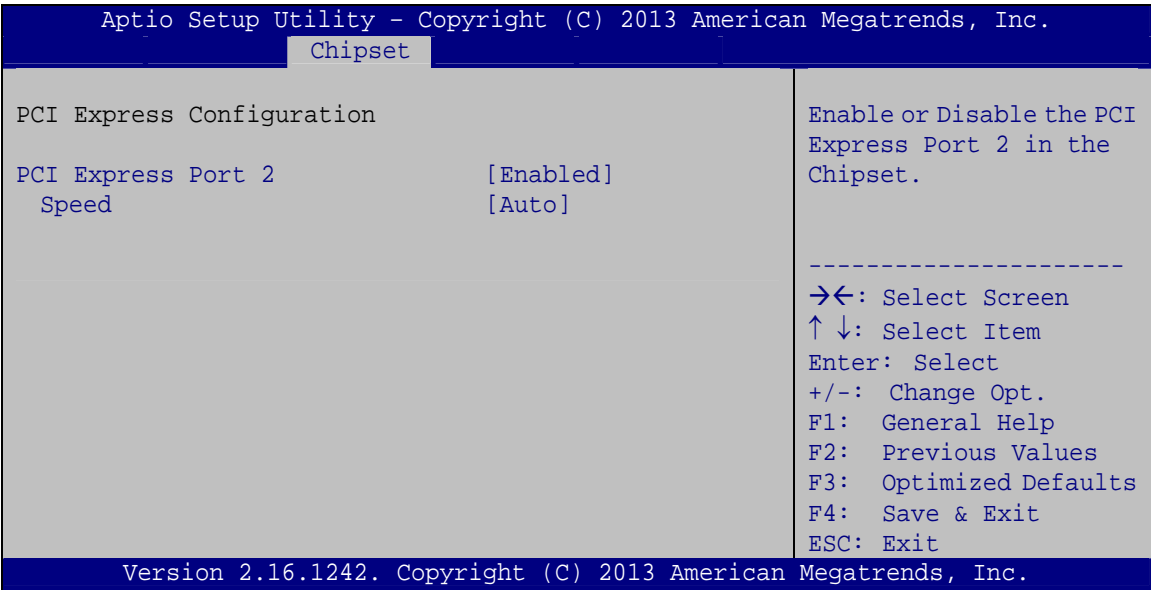 Aptio Setup Utility – Copyright (C) 2013 American Megatrends, Inc.
Chipset
PCI Express Configuration
PCI Express Port 2 [Enabled]
Speed [Auto]
Enable or Disable the PCI
Express Port 2 in the
Chipset.
----------------------
→←: Select Screen
↑ ↓: Select Item
Enter: Select
+/-: Change Opt.
F1: General Help
F2: Previous Values
F3: Optimized Defaults
F4: Save & Exit
ESC: Exit
Version 2.16.1242. Copyright (C) 2013 American Megatrends, Inc.